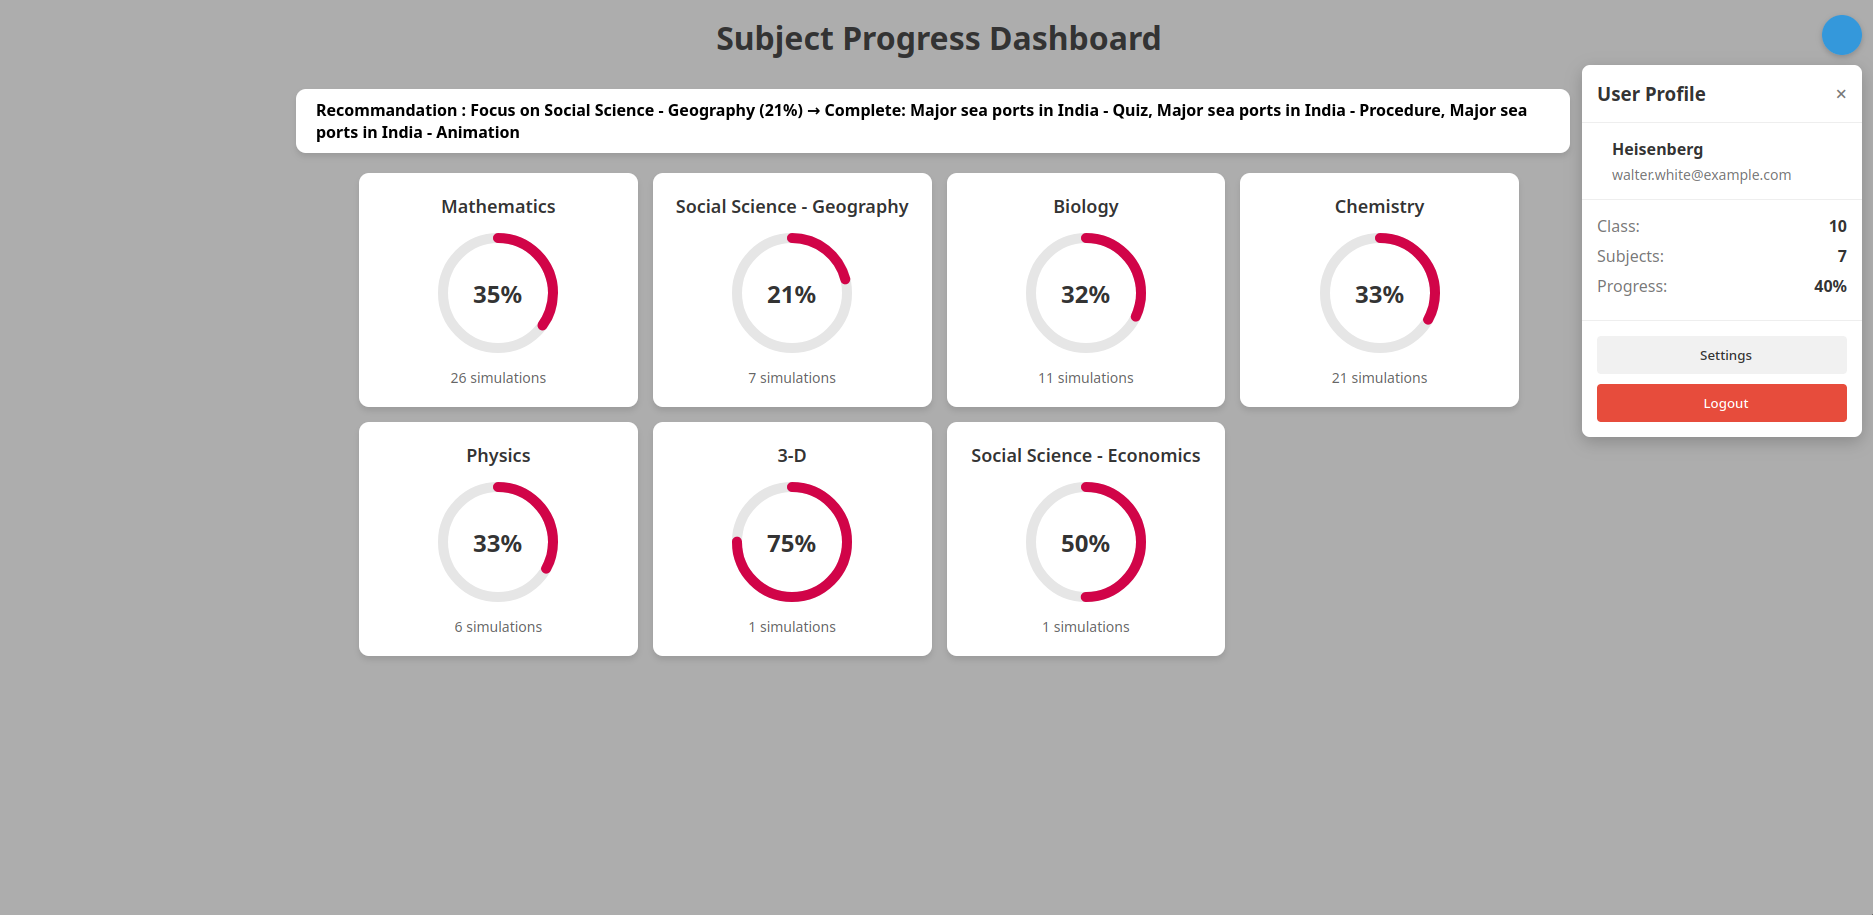 Subject Progress Dashboard
Recommandation : Focus on Social Science - Geography (21%) → Complete: Major sea ports in India - Quiz, Major sea ports in India - Procedure, Major sea
ports in India - Animation
Mathematics
35%
26 simulations
Social Science - Geography
21%
7 simulations
Biology
32%
11 simulations
Chemistry
33%
21 simulations
Physics
33%
6 simulations
3-D
75%
1 simulations
Social Science - Economics
50%
1 simulations
User Profile ×
Heisenberg
walter.white@example.com
Class: 10
Subjects: 7
Progress: 40%
Settings
Logout